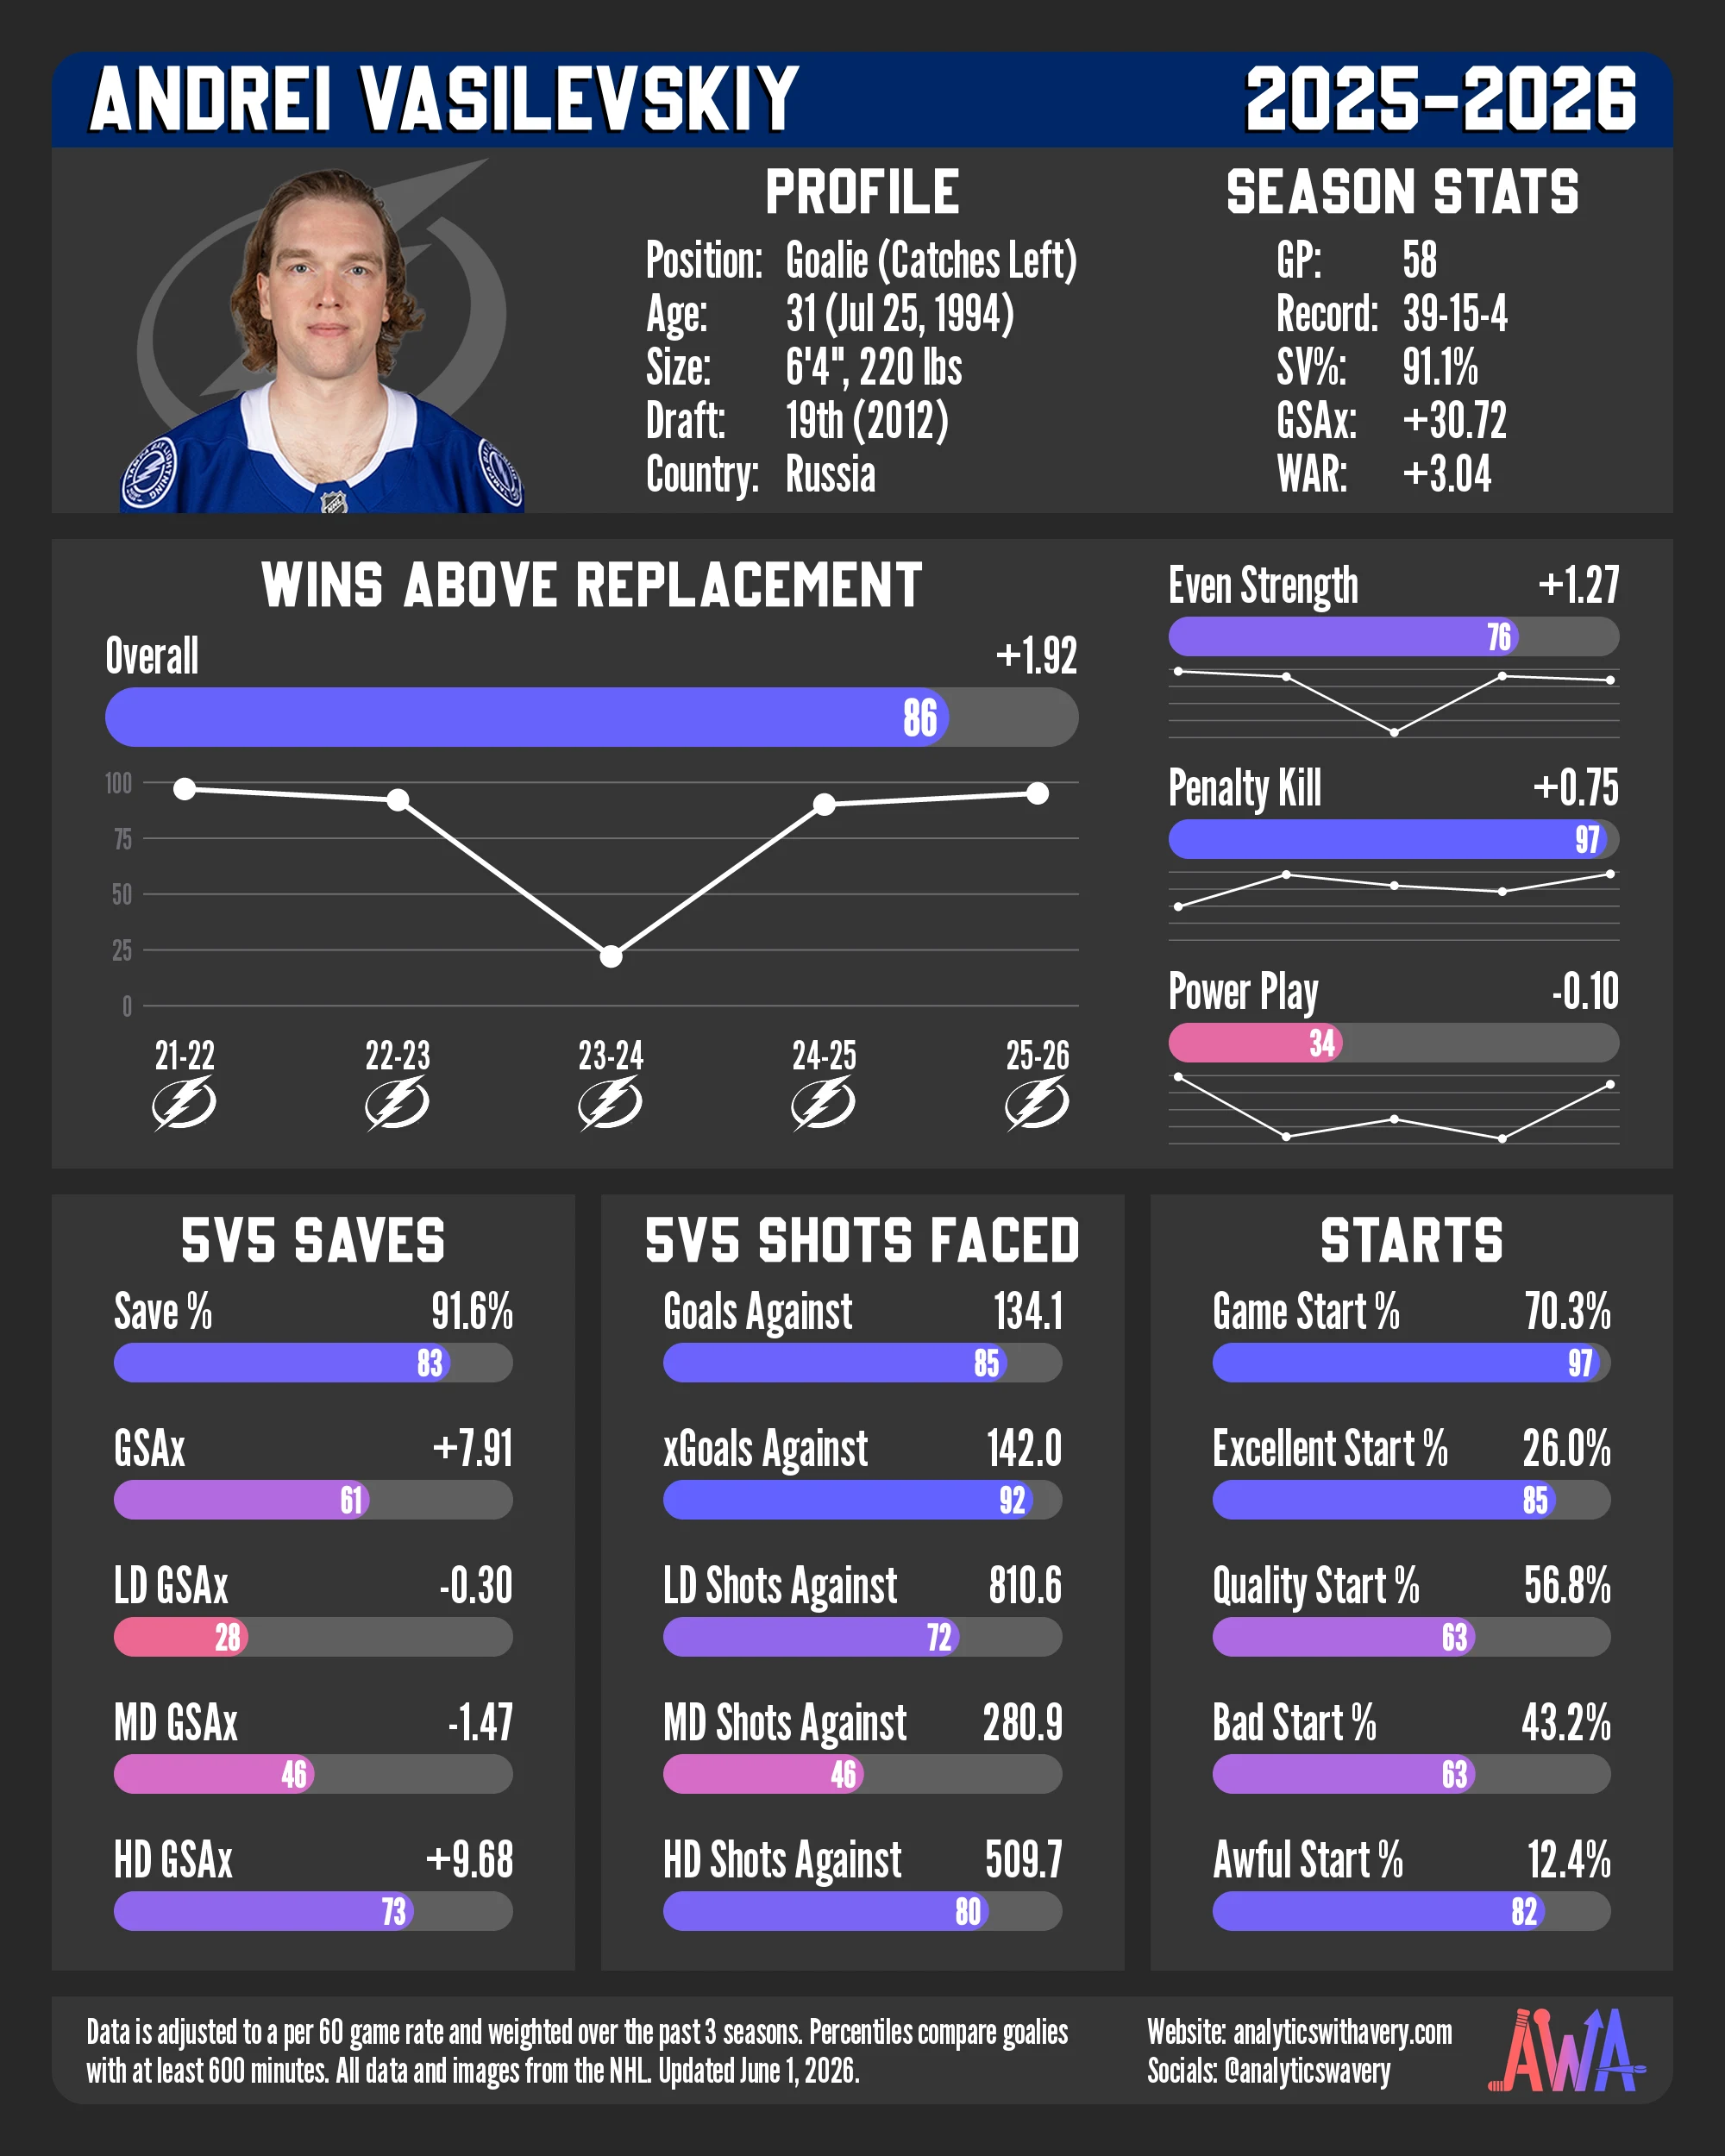 ANDREI VASILEVSKIY
2025-2026
PROFILE
Position: Goalie (Catches Left)
Age: 31 (Jul 25, 1994)
Size: 6'4", 220 lbs
Draft: 19th (2012)
Country: Russia
SEASON STATS
GP: 58
Record: 39-15-4
SV%: 91.1%
GSAx: +30.72
WAR: +3.04
TAMPA BAY LIGHTNING
WINS ABOVE REPLACEMENT
Overall +1.92
86
100
75
50
25
0
21-22 22-23 23-24 24-25 25-26
Even Strength +1.27
76
Penalty Kill +0.75
97
Power Play -0.10
34
5V5 SAVES
Save % 91.6%
83
GSAx +7.91
61
LD GSAx -0.30
28
MD GSAx -1.47
46
HD GSAx +9.68
73
5V5 SHOTS FACED
Goals Against 134.1
85
xGoals Against 142.0
92
LD Shots Against 810.6
72
MD Shots Against 280.9
46
HD Shots Against 509.7
80
STARTS
Game Start % 70.3%
97
Excellent Start % 26.0%
85
Quality Start % 56.8%
63
Bad Start % 43.2%
63
Awful Start % 12.4%
82
Data is adjusted to a per 60 game rate and weighted over the past 3 seasons. Percentiles compare goalies
with at least 600 minutes. All data and images from the NHL. Updated June 1, 2026.
Website: analyticswithavery.com
Socials: @analyticswavery
AWA